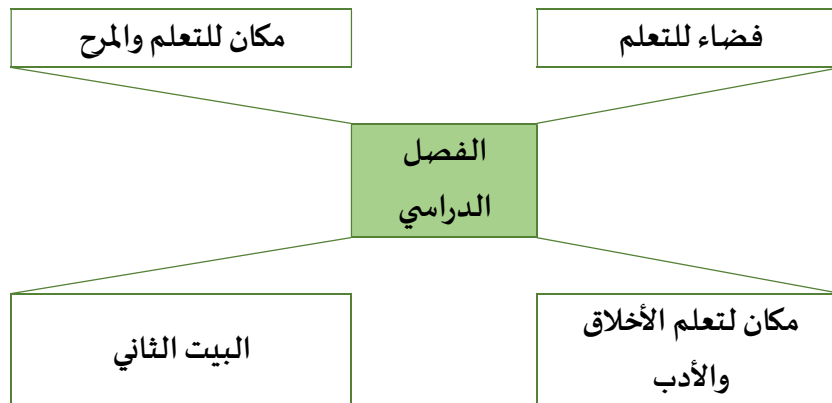 فضاء للتعلم
مكان للتعلم والمرح
الفصل
الدراسي
مكان لتعلم الأخلاق
والأدب
البيت الثاني